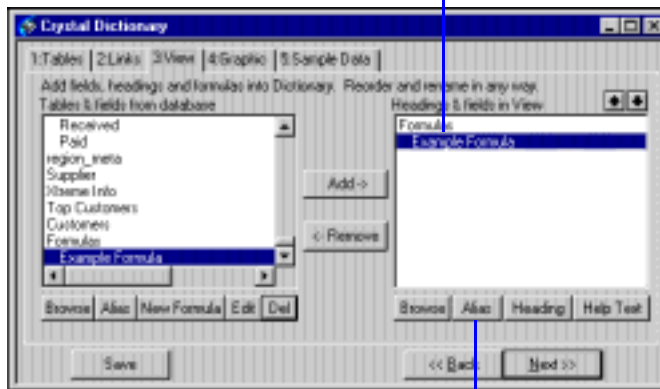 Crystal Dictionary
1:Tables 2:Links 3:View 4:Graphic 5:Sample Data
Add fields, headings and formulas into Dictionary. Reorder and rename in any way.
Tables & fields from database
Received
Paid
region_meta
Supplier
Xtreme Info
Top Customers
Customers
Formulas
Example Formula
Browse Alias New Formula Edit Del
Add->
<- Remove
Headings & fields in View
Formulas
Example Formula
Browse Alias Heading Help Text
Save << Back Next >>